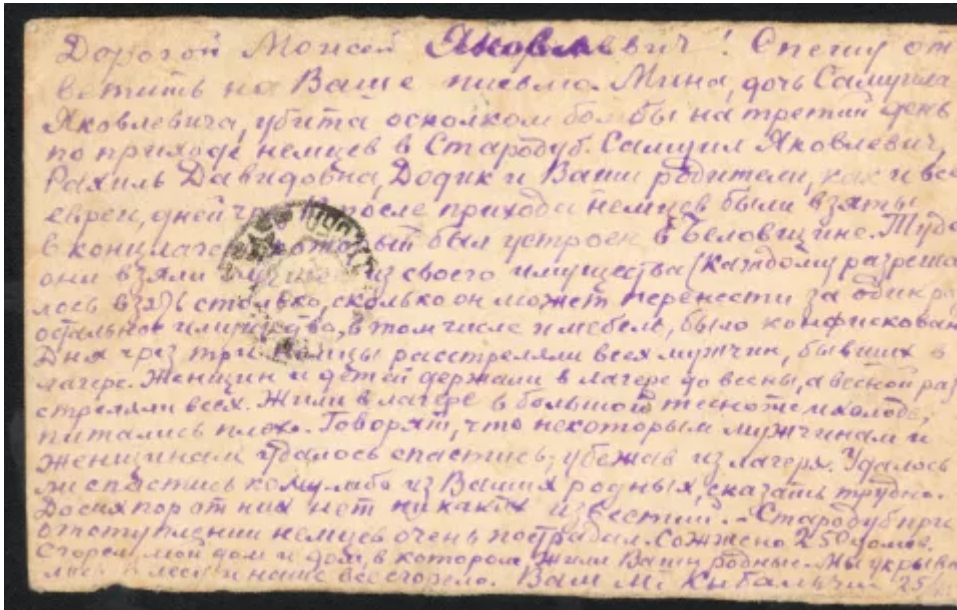 Дорогой Моисей Яковлевич! Спешу от
ветить на Ваше письмо. Мина, дочь Самуила
Яковлевича, убита осколком бомбы на третий день
по приходе немцев в Стародуб. Самуил Яковлевич,
Рахиль Давидовна, Додик и Ваши родители, как и все
евреи, дней после прихода немцев были взяты
в концлагерь, который был устроен в Беловщине. Туда
они взяли из своего имущества (каждому разреша
лось взять столько, сколько он может перенести за один раз
остальное имущество, в том числе и мебель, было конфискован
Дня чрез три немцы расстреляли всех мужчин, бывших в
лагере. Женщин и детей держали в лагере до весны, а весной рас
стреляли всех. Жили в лагере в большой тесноте и холоде,
питались плохо. Говорят, что некоторым мужчинам и
женщинам удалось спастись, убежав из лагеря. Удалось
ли спастись кому либо из Ваших родных, сказать трудно.
До сих пор от них нет никаких известий. - Стародуб при
отступлении немцев очень пострадал. Сожжено 250 домов.
Сгорел мой дом и дом, в котором жили Ваши родные. Мы укрыва
лись в лесу и наше все сгорело. Ваш М. Кибальчич 25/